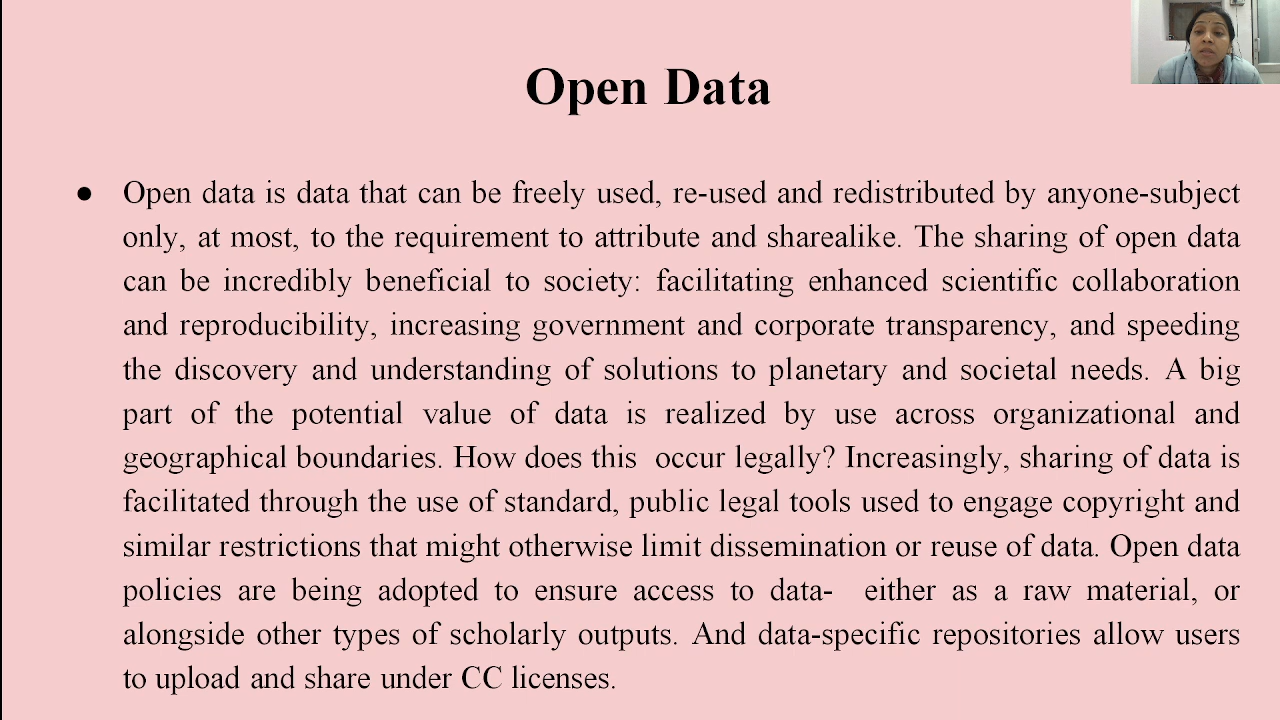 Open Data
● Open data is data that can be freely used, re-used and redistributed by anyone-subject
only, at most, to the requirement to attribute and sharealike. The sharing of open data
can be incredibly beneficial to society: facilitating enhanced scientific collaboration
and reproducibility, increasing government and corporate transparency, and speeding
the discovery and understanding of solutions to planetary and societal needs. A big
part of the potential value of data is realized by use across organizational and
geographical boundaries. How does this  occur legally? Increasingly, sharing of data is
facilitated through the use of standard, public legal tools used to engage copyright and
similar restrictions that might otherwise limit dissemination or reuse of data. Open data
policies are being adopted to ensure access to data-  either as a raw material, or
alongside other types of scholarly outputs. And data-specific repositories allow users
to upload and share under CC licenses.